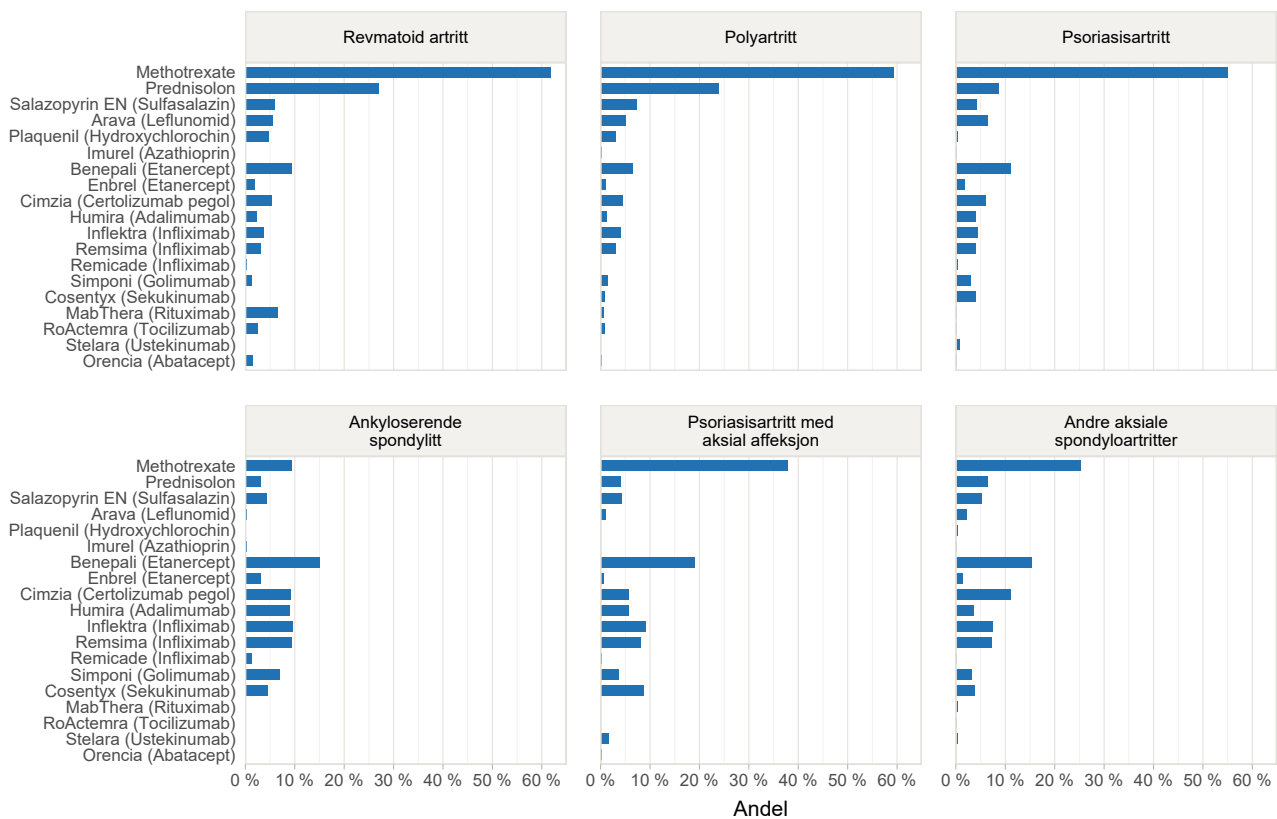 Revmatoid artritt
Polyartritt
Psoriasisartritt
Methotrexate
Prednisolon
Salazopyrin EN (Sulfasalazin)
Arava (Leflunomid)
Plaquenil (Hydroxychlorochin)
Imurel (Azathioprin)
Benepali (Etanercept)
Enbrel (Etanercept)
Cimzia (Certolizumab pegol)
Humira (Adalimumab)
Inflektra (Infliximab)
Remsima (Infliximab)
Remicade (Infliximab)
Simponi (Golimumab)
Cosentyx (Sekukinumab)
MabThera (Rituximab)
RoActemra (Tocilizumab)
Stelara (Ustekinumab)
Orencia (Abatacept)
Ankyloserende
spondylitt
Psoriasisartritt med
aksial affeksjon
Andre aksiale
spondyloartritter
Methotrexate
Prednisolon
Salazopyrin EN (Sulfasalazin)
Arava (Leflunomid)
Plaquenil (Hydroxychlorochin)
Imurel (Azathioprin)
Benepali (Etanercept)
Enbrel (Etanercept)
Cimzia (Certolizumab pegol)
Humira (Adalimumab)
Inflektra (Infliximab)
Remsima (Infliximab)
Remicade (Infliximab)
Simponi (Golimumab)
Cosentyx (Sekukinumab)
MabThera (Rituximab)
RoActemra (Tocilizumab)
Stelara (Ustekinumab)
Orencia (Abatacept)
0 % 10 % 20 % 30 % 40 % 50 % 60 %
0 % 10 % 20 % 30 % 40 % 50 % 60 %
0 % 10 % 20 % 30 % 40 % 50 % 60 %
Andel